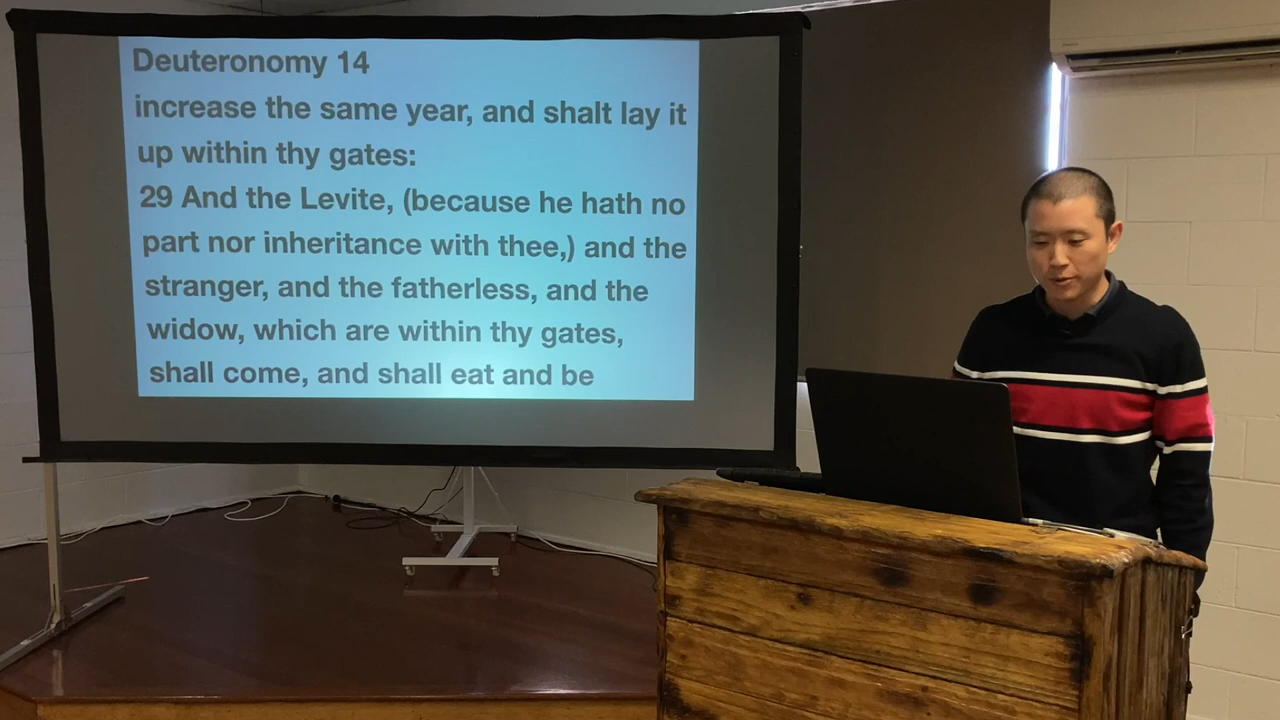 Deuteronomy 14
increase the same year, and shalt lay it
up within thy gates:
29 And the Levite, (because he hath no
part nor inheritance with thee,) and the
stranger, and the fatherless, and the
widow, which are within thy gates,
shall come, and shall eat and be